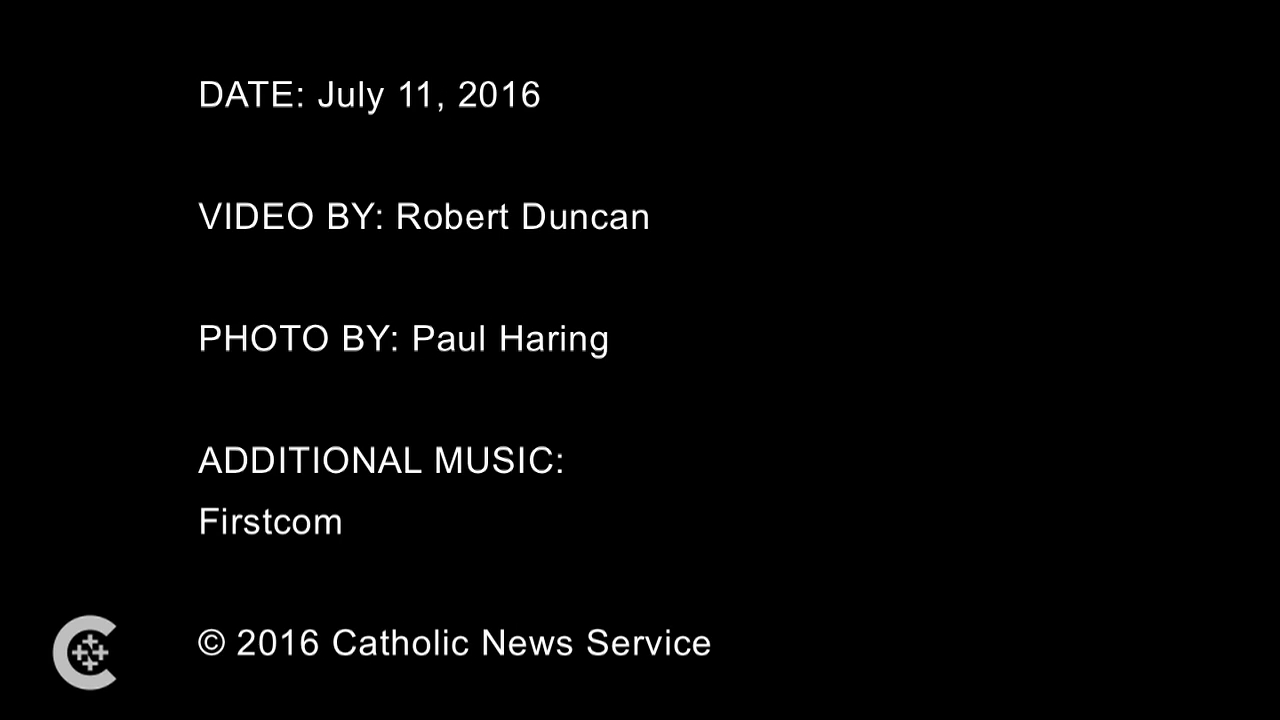 DATE: July 11, 2016
VIDEO BY: Robert Duncan
PHOTO BY: Paul Haring
ADDITIONAL MUSIC:
Firstcom
© 2016 Catholic News Service